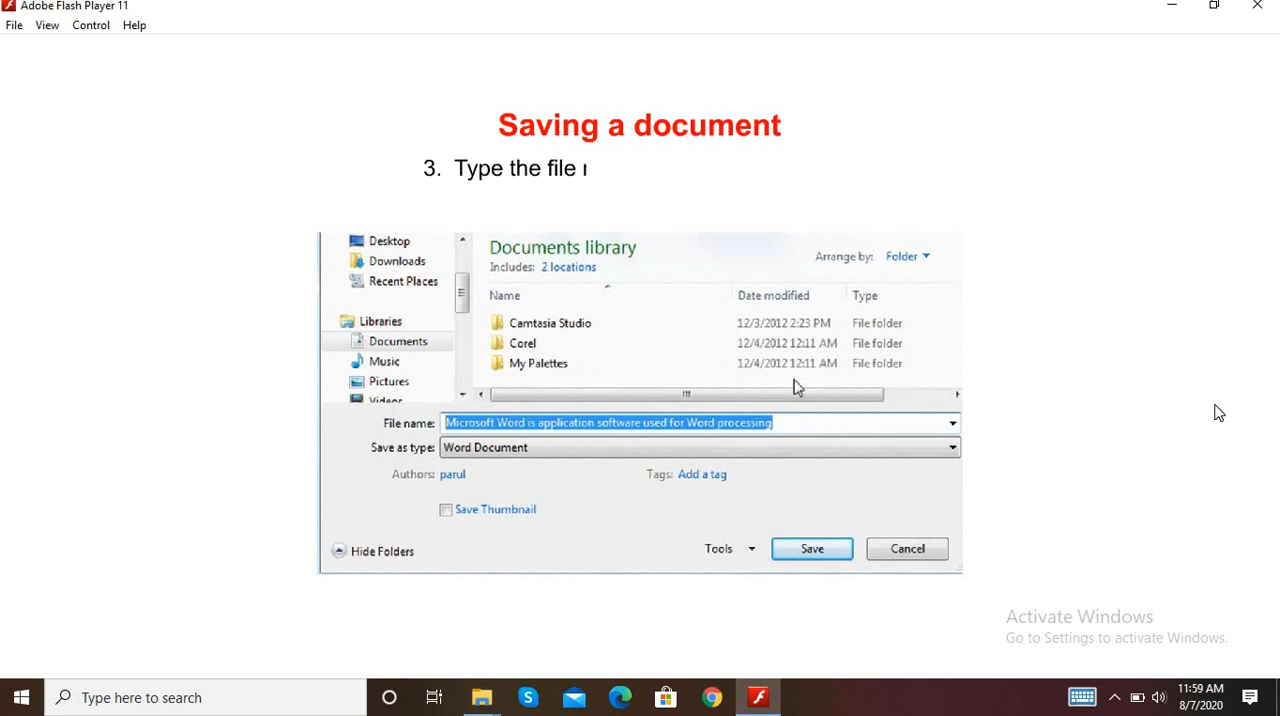 Adobe Flash Player 11
File View Control Help
Saving a document
3. Type the file
Desktop
Downloads
Recent Places
Libraries
Documents
Music
Pictures
Videos
Documents library
Includes: 2 locations
Arrange by: Folder
Name Date modified Type
Camtasia Studio 12/3/2012 2:23 PM File folder
Corel 12/4/2012 12:11 AM File folder
My Palettes 12/4/2012 12:11 AM File folder
File name: Microsoft Word is application software used for Word processing
Save as type: Word Document
Authors: parul Tags: Add a tag
Save Thumbnail
Hide Folders Tools Save Cancel
Activate Windows
Go to Settings to activate Windows.
Type here to search
11:59 AM
8/7/2020